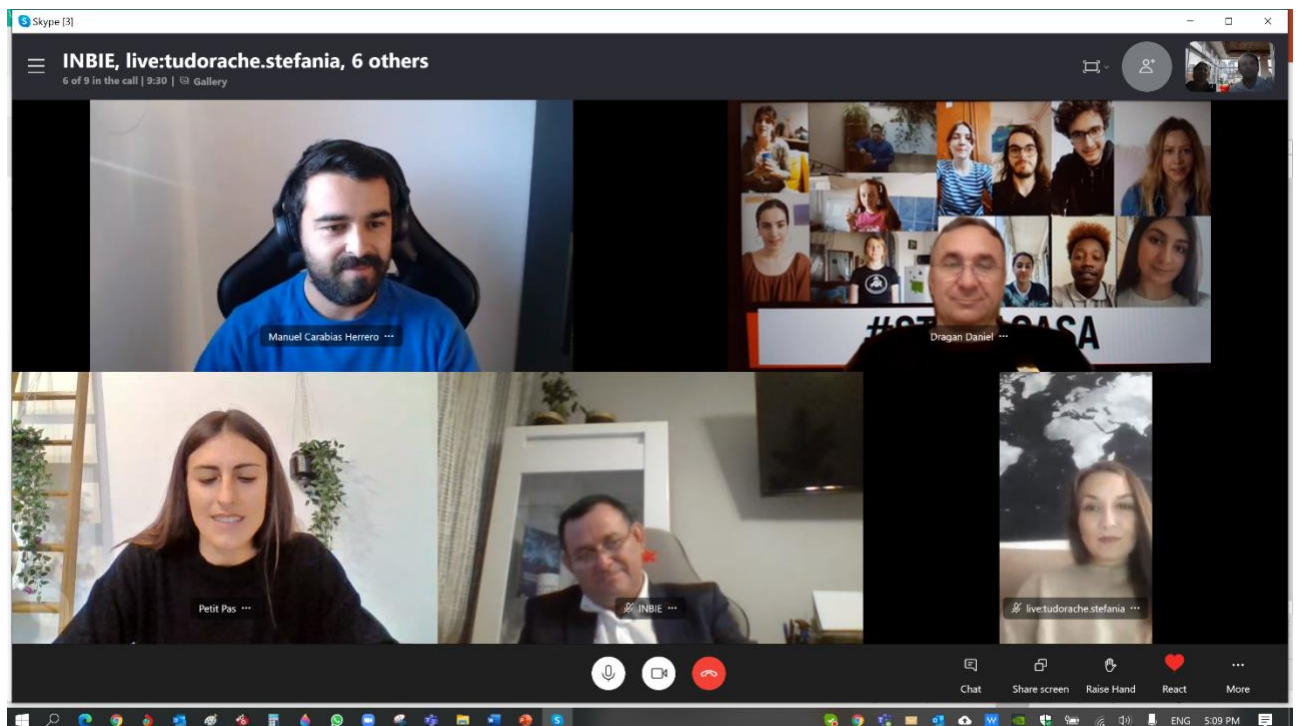 Skype [3]
INBIE, live:tudorache.stefania, 6 others
6 of 9 in the call | 9:30 | Gallery
Manuel Carabias Herrero ···
Dragan Daniel ···
Petit Pas ···
INBIE ···
live:tudorache.stefania ···
Chat
Share screen
Raise Hand
React
More
ENG
5:09 PM